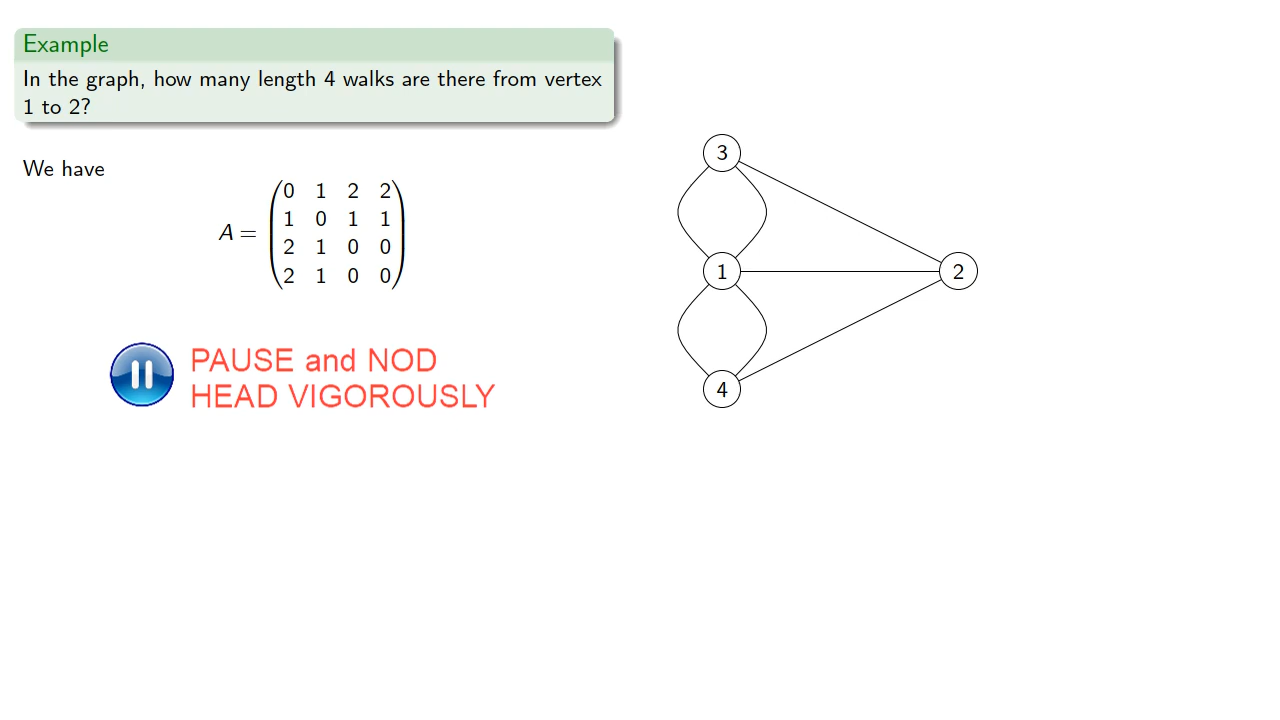 Example
In the graph, how many length 4 walks are there from vertex
1 to 2?
We have
A =
0 1 2 2
1 0 1 1
2 1 0 0
2 1 0 0
PAUSE and NOD
HEAD VIGOROUSLY
3
1
2
4